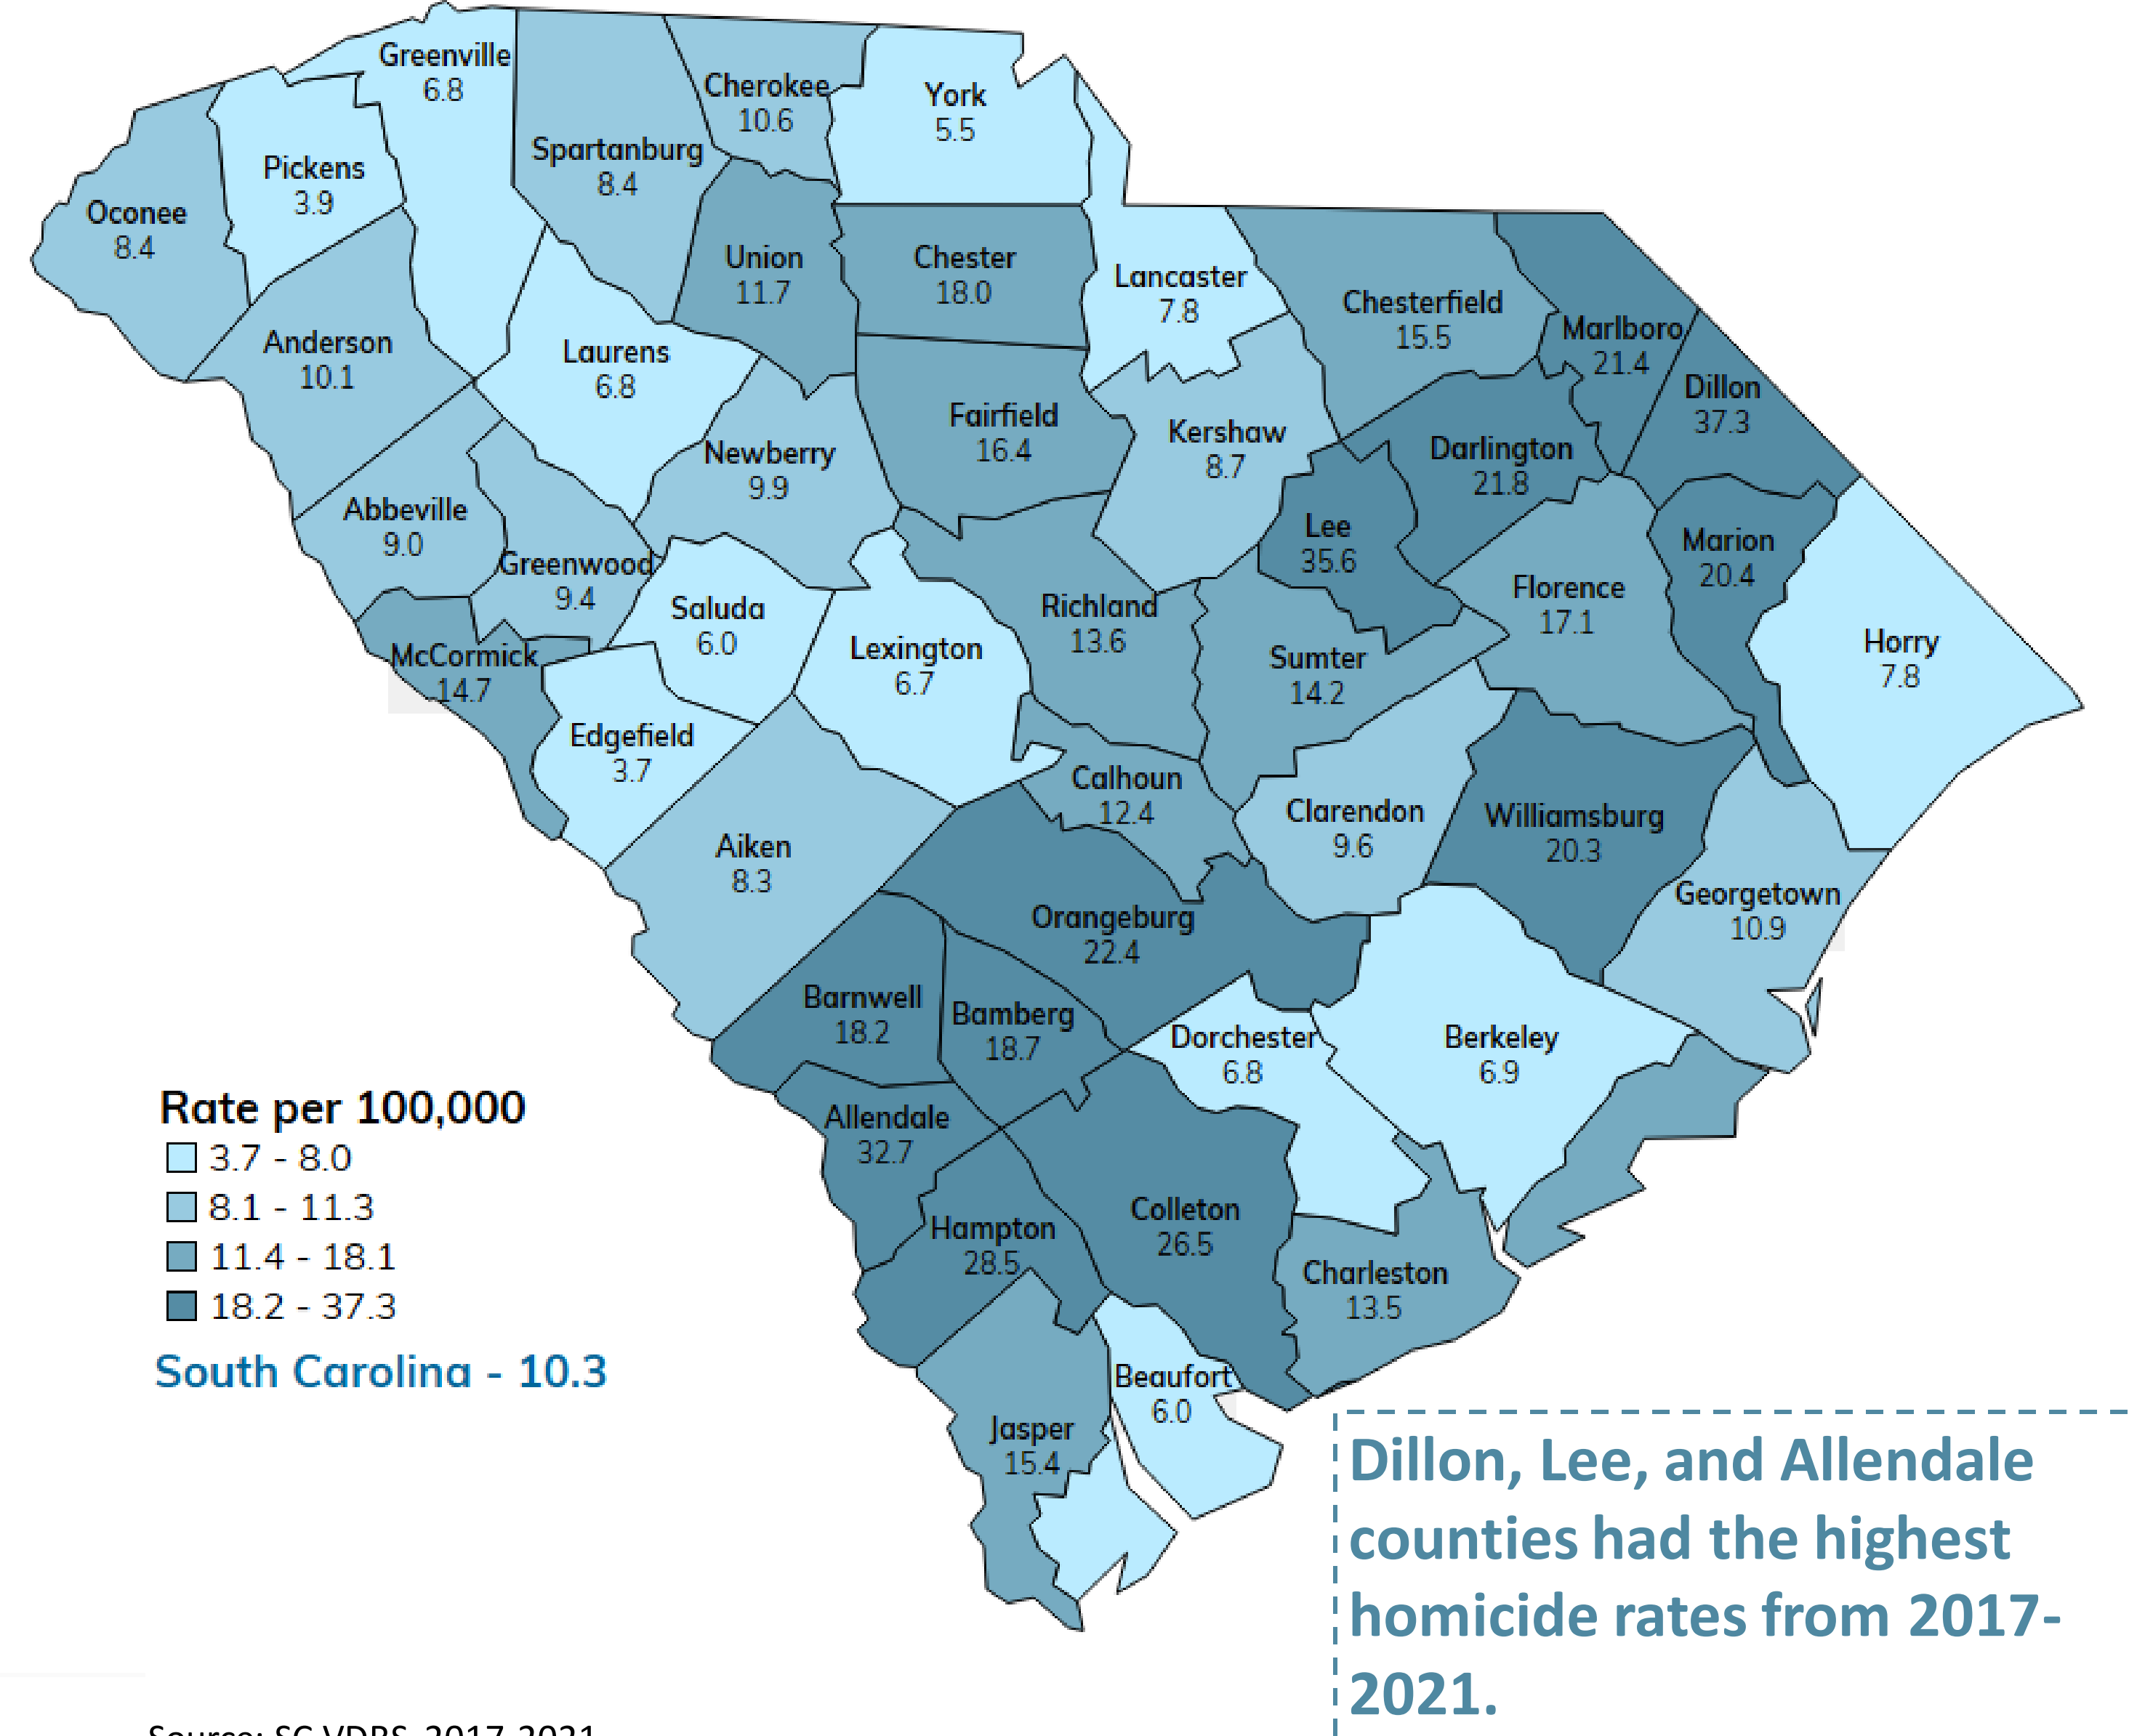 Greenville
6.8
Cherokee
10.6
York
5.5
Spartanburg
8.4
Pickens
3.9
Oconee
8.4
Union
11.7
Chester
18.0
Lancaster
7.8
Chesterfield
15.5
Marlboro
21.4
Anderson
10.1
Laurens
6.8
Dillon
37.3
Fairfield
16.4
Kershaw
8.7
Darlington
21.8
Newberry
9.9
Abbeville
9.0
Lee
35.6
Marion
20.4
Greenwood
9.4
Florence
17.1
Saluda
6.0
Richland
13.6
Lexington
6.7
Horry
7.8
McCormick
14.7
Sumter
14.2
Edgefield
3.7
Calhoun
12.4
Clarendon
9.6
Williamsburg
20.3
Aiken
8.3
Georgetown
10.9
Orangeburg
22.4
Barnwell
18.2
Bamberg
18.7
Dorchester
6.8
Berkeley
6.9
Allendale
32.7
Colleton
26.5
Hampton
28.5
Charleston
13.5
Beaufort
6.0
Jasper
15.4
Rate per 100,000
3.7 - 8.0
8.1 - 11.3
11.4 - 18.1
18.2 - 37.3
South Carolina - 10.3
Dillon, Lee, and Allendale
counties had the highest
homicide rates from 2017-
2021.
Source: SC VDRS, 2017-2021